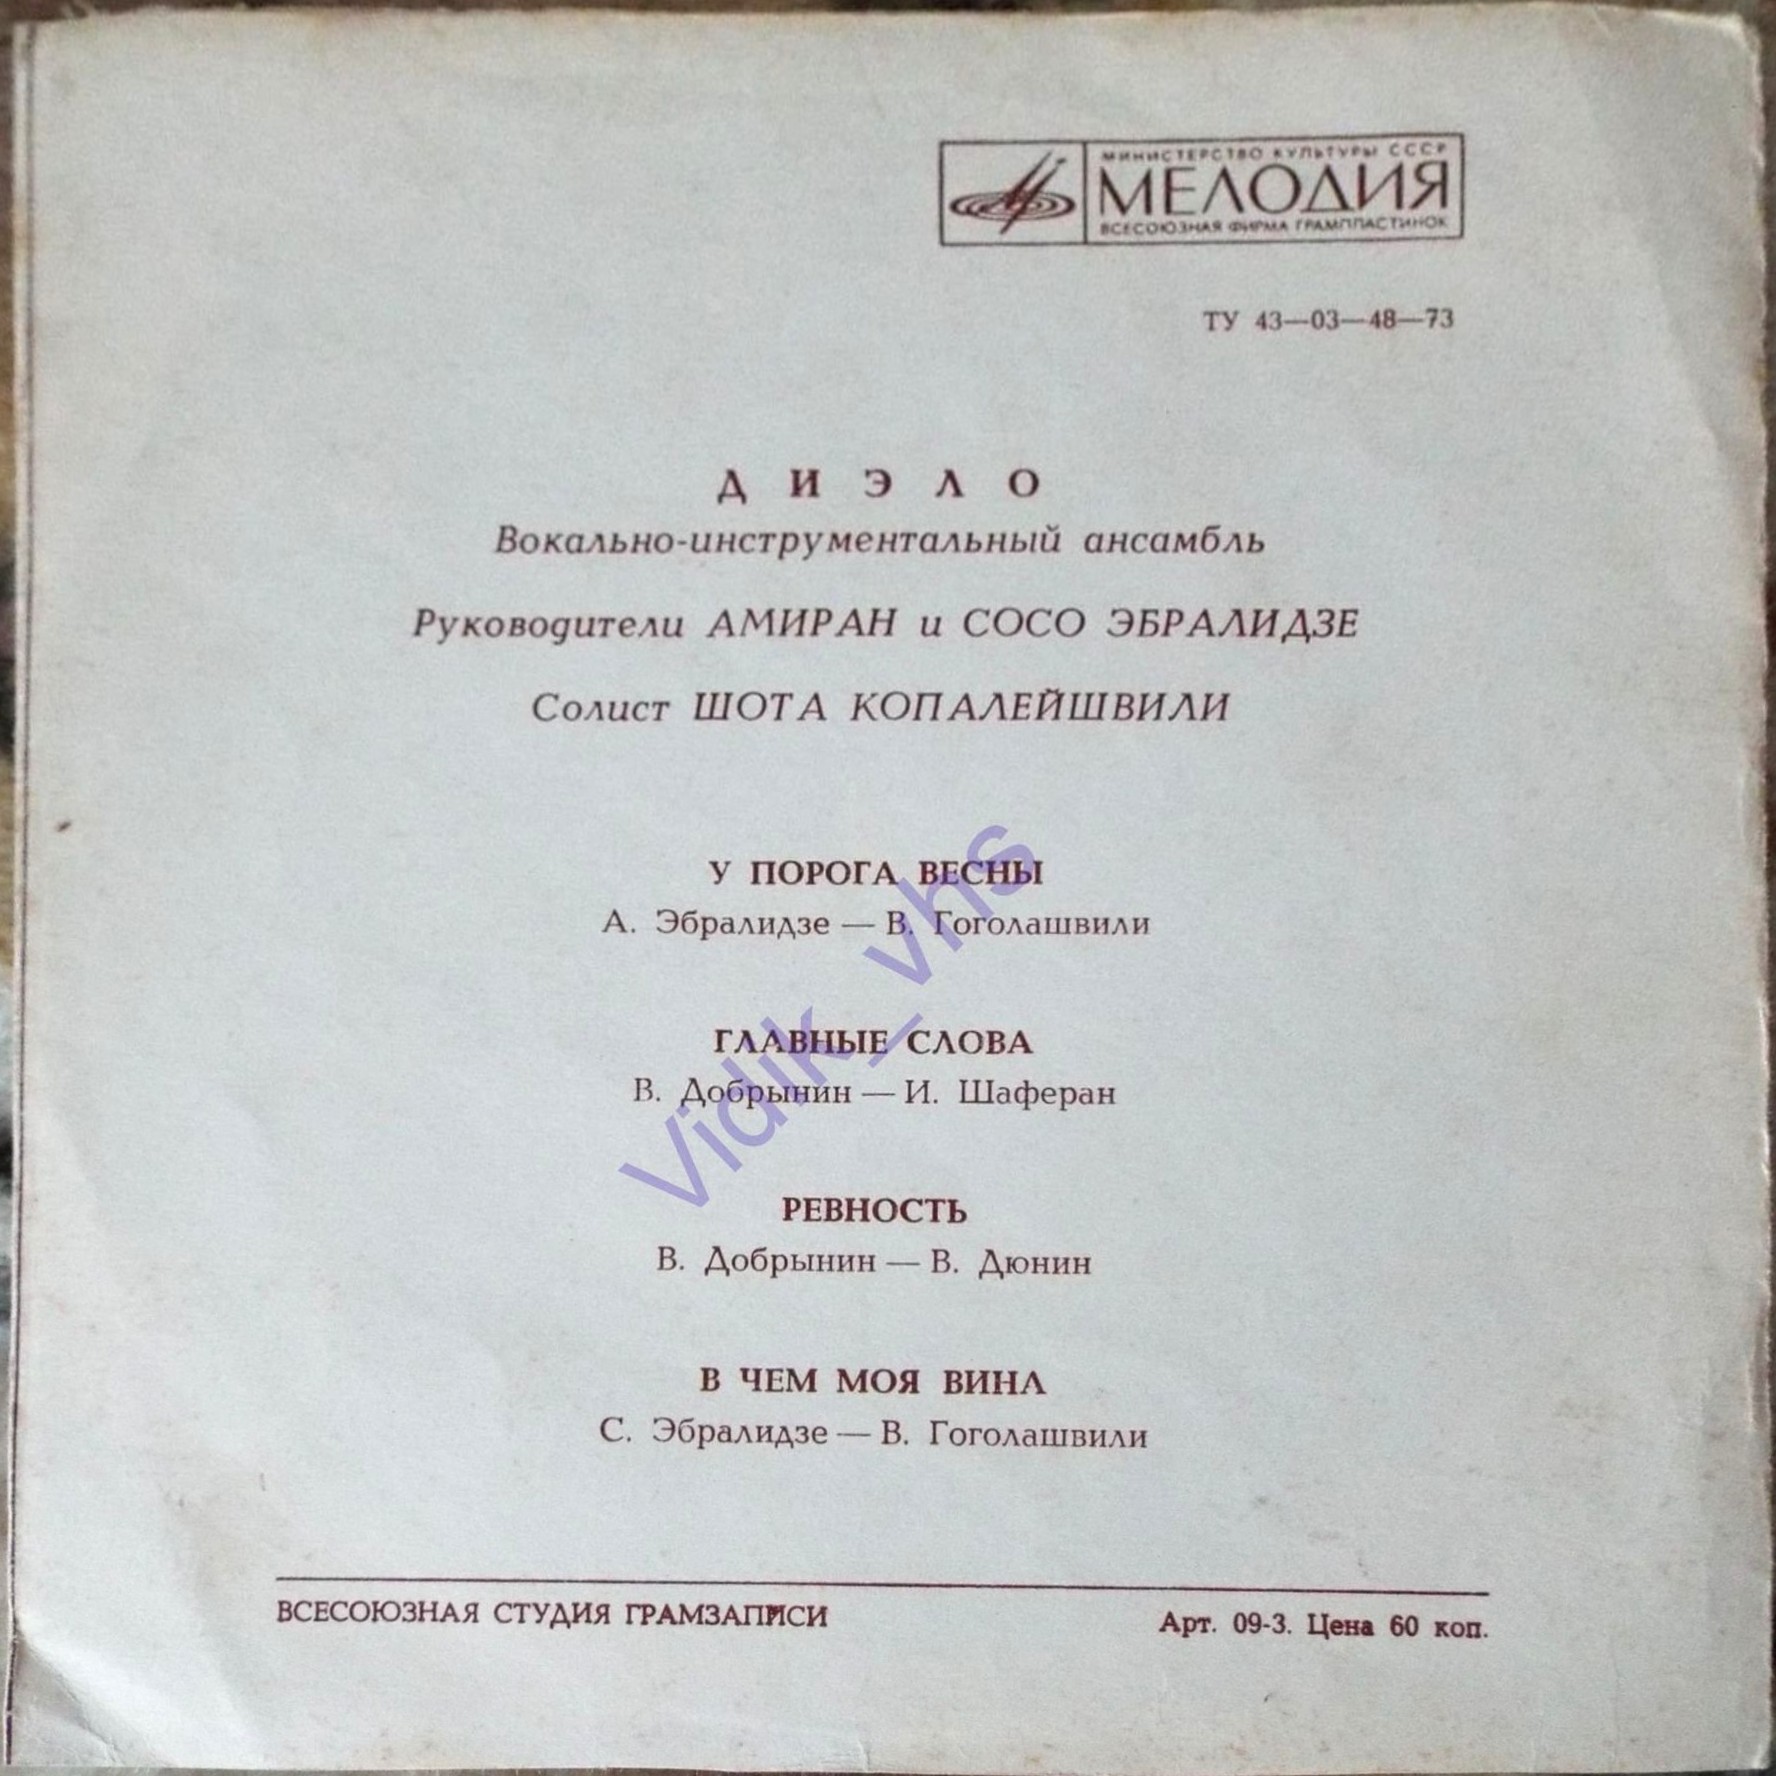 МИНИСТЕРСТВО КУЛЬТУРЫ СССР
МЕЛОДИЯ
ВСЕСОЮЗНАЯ ФИРМА ГРАМПЛАСТИНОК
ТУ 43—03—48—73
ДИЭЛО
Вокально-инструментальный ансамбль
Руководители АМИРАН и СОСО ЭБРАЛИДЗЕ
Солист ШОТА КОПАЛЕЙШВИЛИ
У ПОРОГА ВЕСНЫ
А. Эбралидзе — В. Гоголашвили
ГЛАВНЫЕ СЛОВА
В. Добрынин — И. Шаферан
РЕВНОСТЬ
В. Добрынин — В. Дюнин
В ЧЕМ МОЯ ВИНА
С. Эбралидзе — В. Гоголашвили
ВСЕСОЮЗНАЯ СТУДИЯ ГРАМЗАПИСИ
Арт. 09-3. Цена 60 коп.
Vidik_vhs